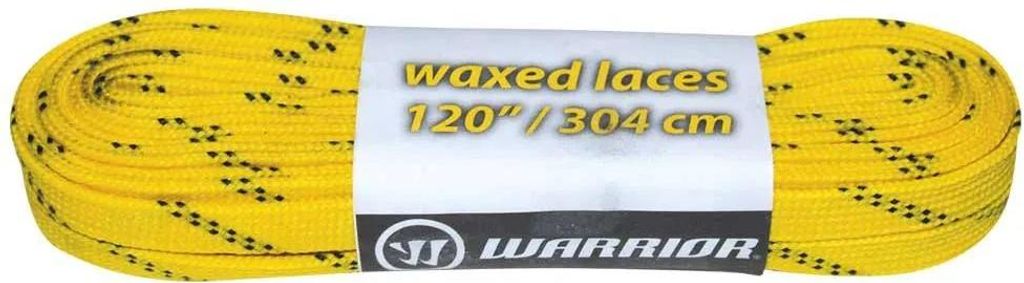 waxed laces
120" / 304 cm
W WARRIOR